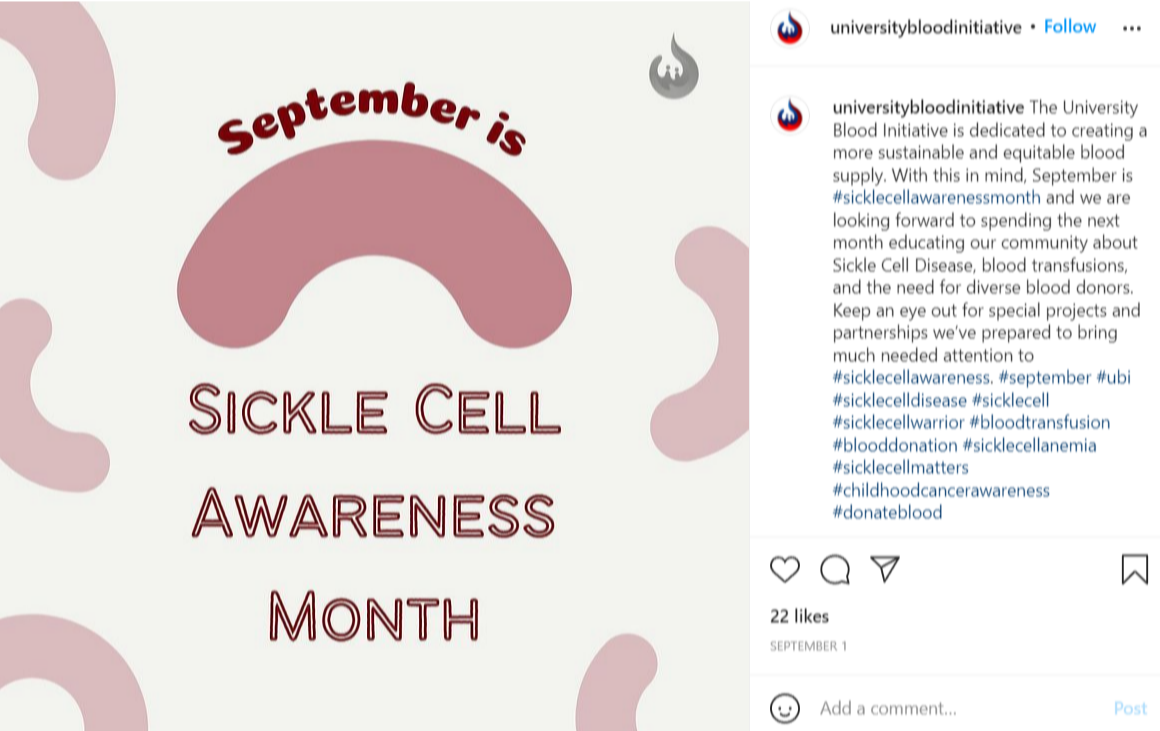 September is
SICKLE CELL
AWARENESS
MONTH
universitybloodinitiative • Follow
universitybloodinitiative The University
Blood Initiative is dedicated to creating a
more sustainable and equitable blood
supply. With this in mind, September is
#sicklecellawarenessmonth and we are
looking forward to spending the next
month educating our community about
Sickle Cell Disease, blood transfusions,
and the need for diverse blood donors.
Keep an eye out for special projects and
partnerships we've prepared to bring
much needed attention to
#sicklecellawareness. #september #ubi
#sicklecelldisease #sicklecell
#sicklecellwarrior #bloodtransfusion
#blooddonation #sicklecellanemia
#sicklecellmatters
#childhoodcancerawareness
#donateblood
22 likes
SEPTEMBER 1
Add a comment... Post